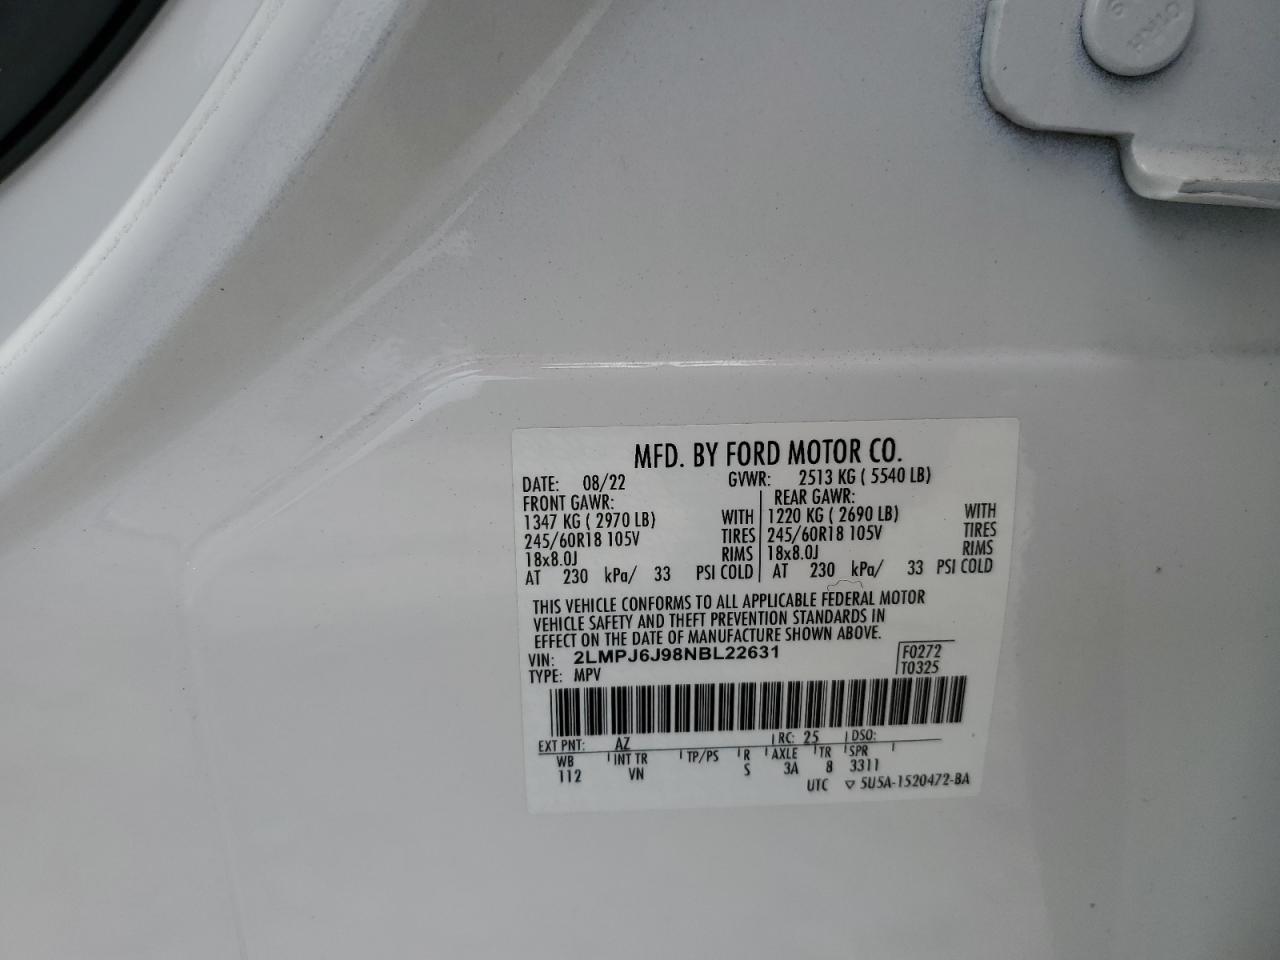 MFD. BY FORD MOTOR CO.
DATE: 08/22 GVWR: 2513 KG ( 5540 LB)
FRONT GAWR: REAR GAWR:
1347 KG ( 2970 LB) WITH 1220 KG ( 2690 LB) WITH
245/60R18 105V TIRES 245/60R18 105V TIRES
18x8.0J RIMS 18x8.0J RIMS
AT 230 kPa/ 33 PSI COLD AT 230 kPa/ 33 PSI COLD
THIS VEHICLE CONFORMS TO ALL APPLICABLE FEDERAL MOTOR
VEHICLE SAFETY AND THEFT PREVENTION STANDARDS IN
EFFECT ON THE DATE OF MANUFACTURE SHOWN ABOVE.
VIN: 2LMPJ6J98NBL22631 F0272
TYPE: MPV T0325
EXT PNT: AZ RC: 25 DSO:
WB INT TR TP/PS R AXLE TR SPR
112 VN S 3A 8 3311
UTC ▽ 5U5A-1520472-BA